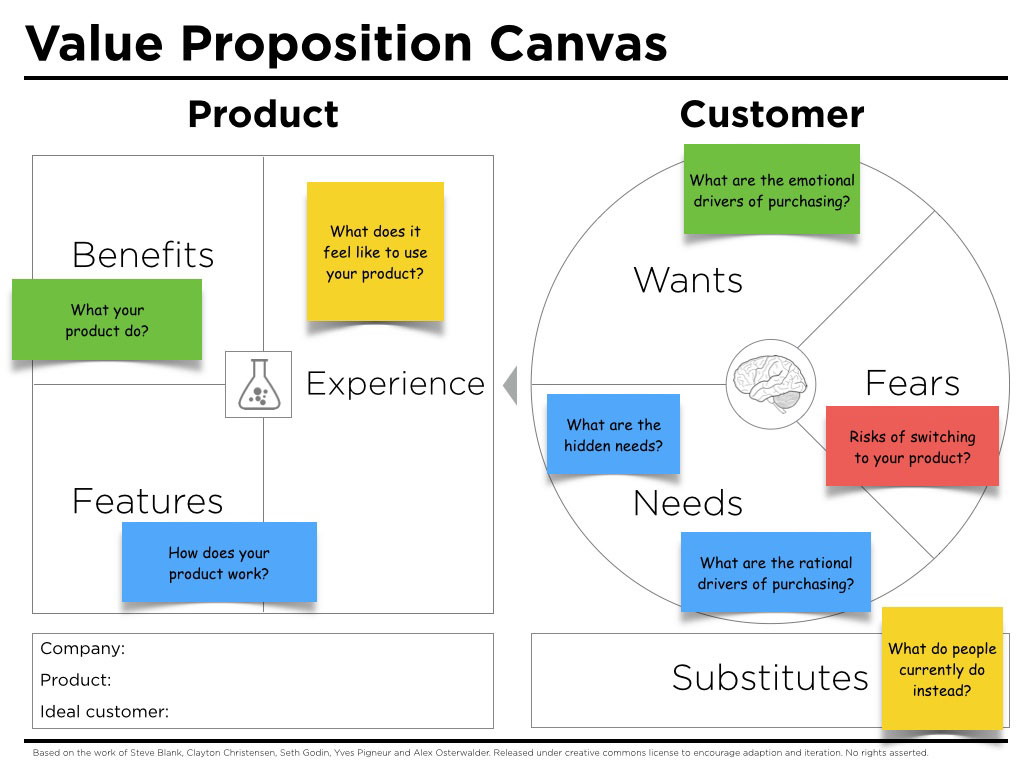 Value Proposition Canvas
Product
Customer
Benefits
What your
product do?
What does it
feel like to use
your product?
Experience
Features
How does your
product work?
What are the emotional
drivers of purchasing?
Wants
Fears
Risks of switching
to your product?
What are the
hidden needs?
Needs
What are the rational
drivers of purchasing?
Company:
Product:
Ideal customer:
Substitutes
What do people
currently do
instead?
Based on the work of Steve Blank, Clayton Christensen, Seth Godin, Yves Pigneur and Alex Osterwalder. Released under creative commons license to encourage adaption and iteration. No rights asserted.